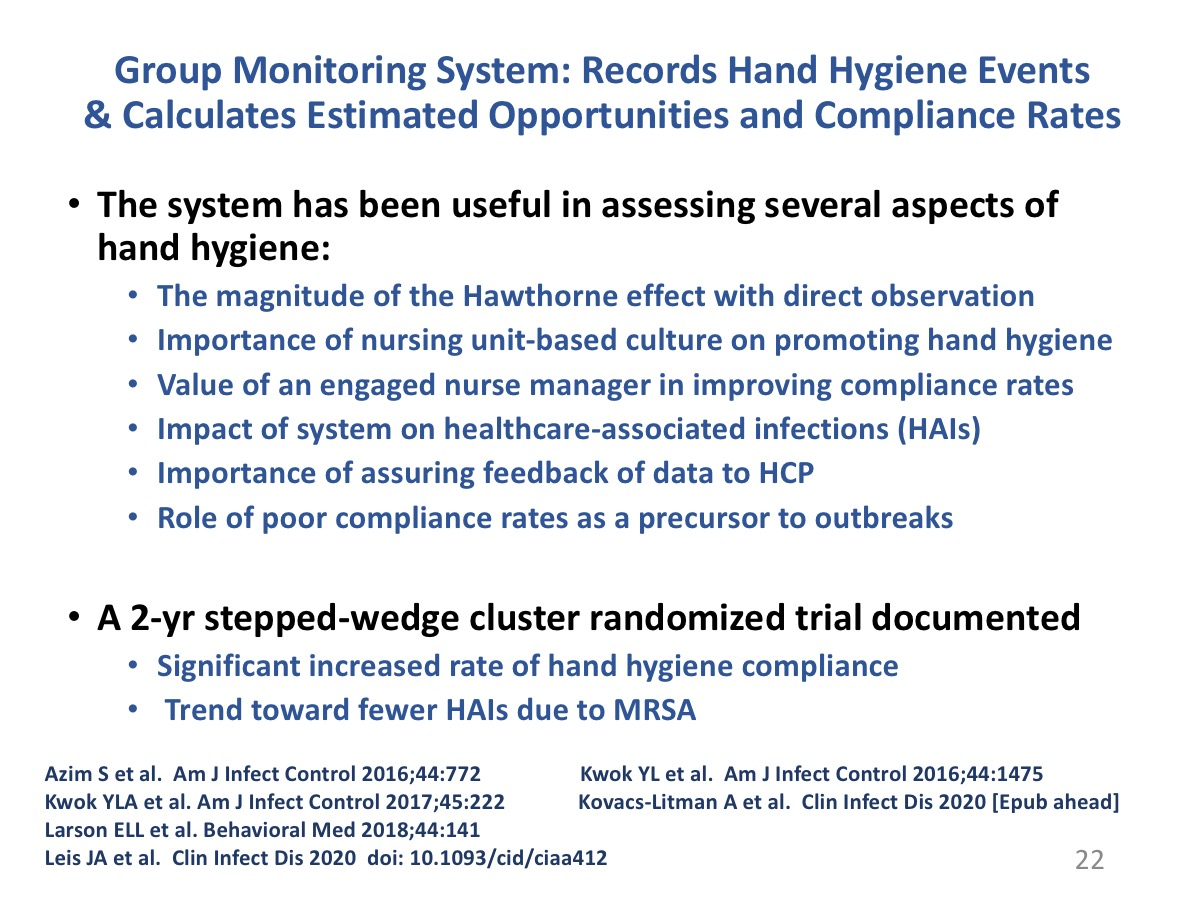 Group Monitoring System: Records Hand Hygiene Events
& Calculates Estimated Opportunities and Compliance Rates
• The system has been useful in assessing several aspects of
hand hygiene:
• The magnitude of the Hawthorne effect with direct observation
• Importance of nursing unit-based culture on promoting hand hygiene
• Value of an engaged nurse manager in improving compliance rates
• Impact of system on healthcare-associated infections (HAIs)
• Importance of assuring feedback of data to HCP
• Role of poor compliance rates as a precursor to outbreaks
• A 2-yr stepped-wedge cluster randomized trial documented
• Significant increased rate of hand hygiene compliance
• Trend toward fewer HAIs due to MRSA
Azim S et al. Am J Infect Control 2016;44:772
Kwok YL et al. Am J Infect Control 2016;44:1475
Kwok YLA et al. Am J Infect Control 2017;45:222
Kovacs-Litman A et al. Clin Infect Dis 2020 [Epub ahead]
Larson ELL et al. Behavioral Med 2018;44:141
Leis JA et al. Clin Infect Dis 2020 doi: 10.1093/cid/ciaa412
22